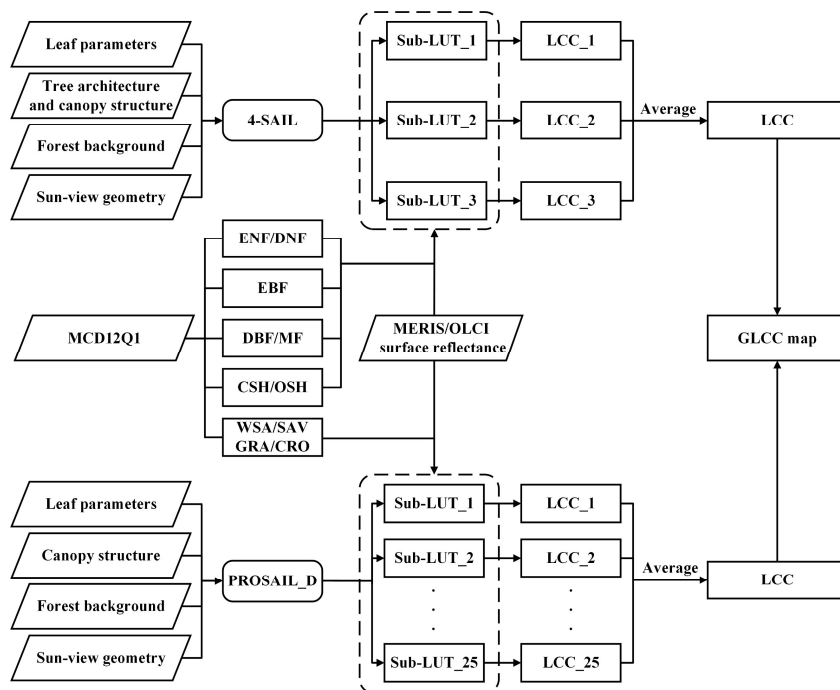 Leaf parameters
Tree architecture
and canopy structure
Forest background
Sun-view geometry
4-SAIL
Sub-LUT_1
Sub-LUT_2
Sub-LUT_3
LCC_1
LCC_2
LCC_3
Average
LCC
MCD12Q1
ENF/DNF
EBF
DBF/MF
CSH/OSH
WSA/SAV
GRA/CRO
MERIS/OLCI
surface reflectance
GLCC map
Leaf parameters
Canopy structure
Forest background
Sun-view geometry
PROSAIL_D
Sub-LUT_1
Sub-LUT_2
Sub-LUT_25
LCC_1
LCC_2
LCC_25
Average
LCC